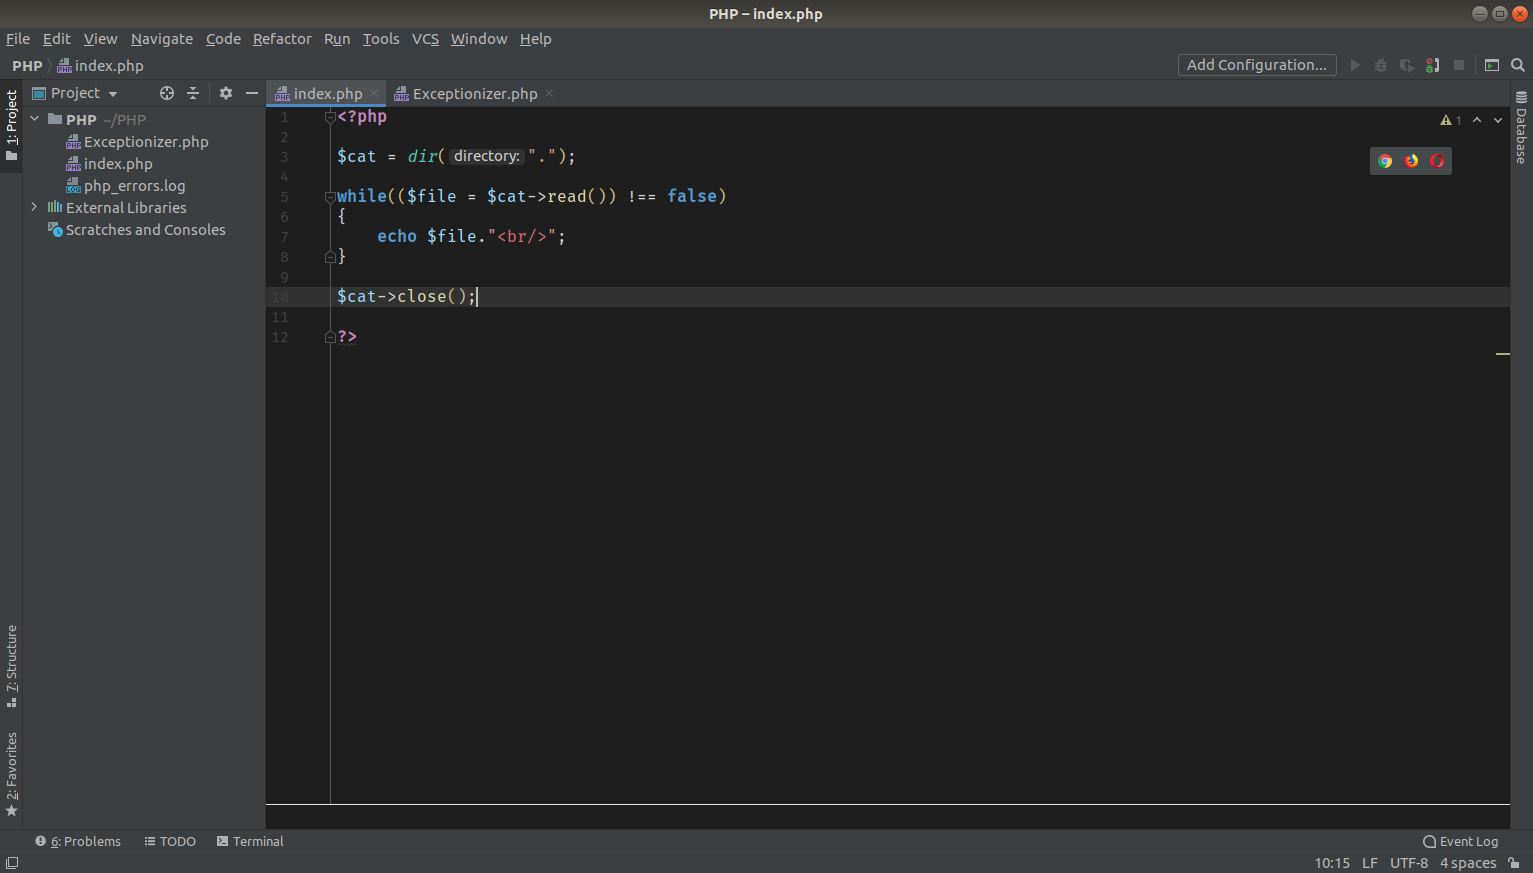 PHP – index.php
File Edit View Navigate Code Refactor Run Tools VCS Window Help
PHP index.php
Add Configuration...
1: Project
Project
index.php
Exceptionizer.php
PHP ~/PHP
Exceptionizer.php
index.php
php_errors.log
External Libraries
Scratches and Consoles
1 <?php
2
3 $cat = dir( directory: ".");
4
5 while(($file = $cat->read()) !== false)
6 {
7 echo $file."<br/>";
8 }
9
10 $cat->close();
11
12 ?>
1
Database
7: Structure
2: Favorites
6: Problems TODO Terminal
Event Log
10:15 LF UTF-8 4 spaces